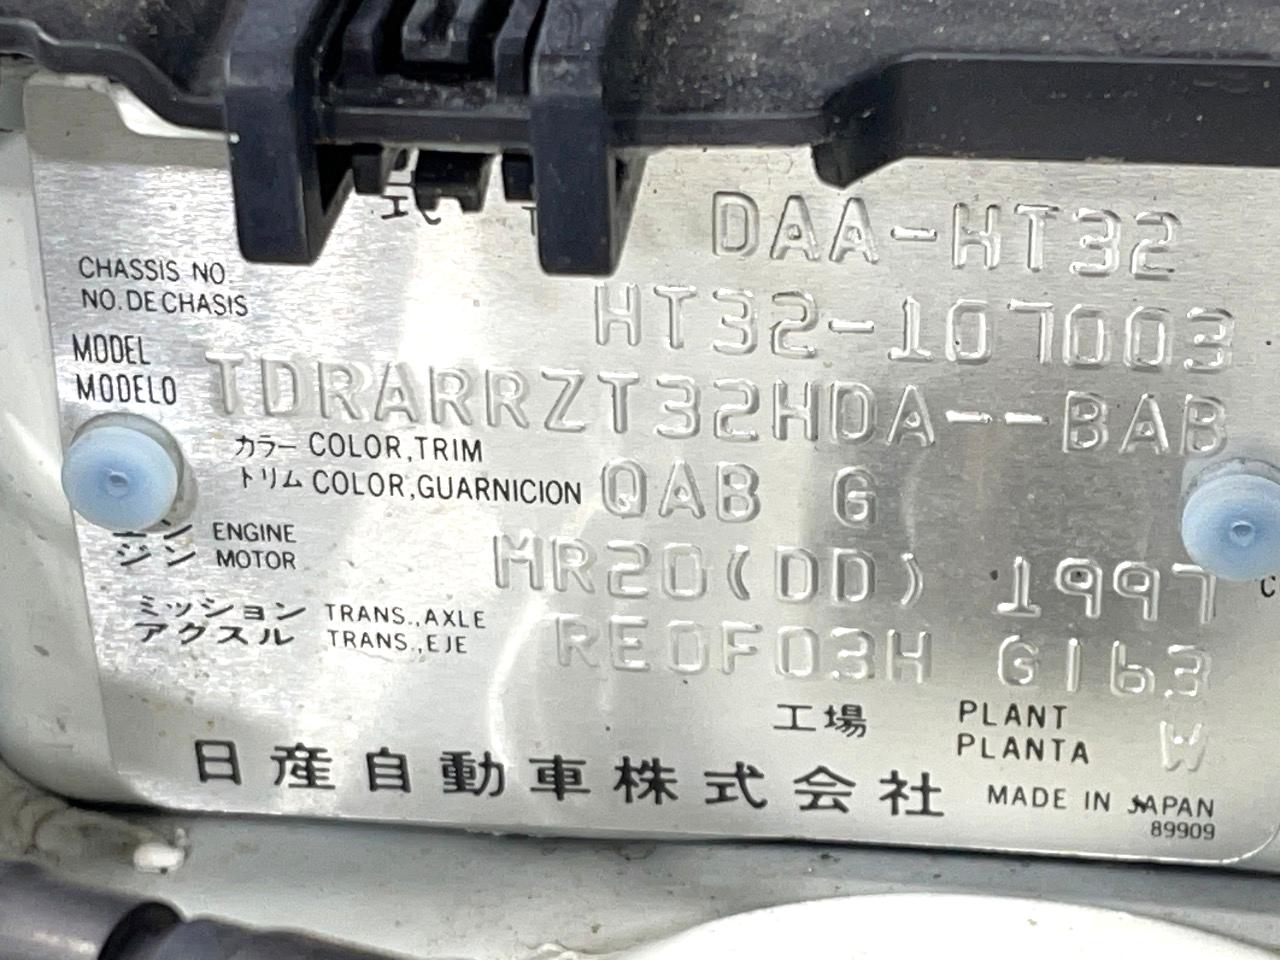 DAA-HT32
CHASSIS NO.
NO.DE CHASIS HT32-107003
MODEL
MODELO TDRARRZT32HDA--BAB
カラー COLOR,TRIM
トリム COLOR,GUARNICION QAB G
ENGINE
ジン MOTOR MR20(DD) 1997
ミッション TRANS.,AXLE
アクスル TRANS.,EJE RE0F03H G163
工場 PLANT
PLANTA W
日産自動車株式会社 MADE IN JAPAN
89909